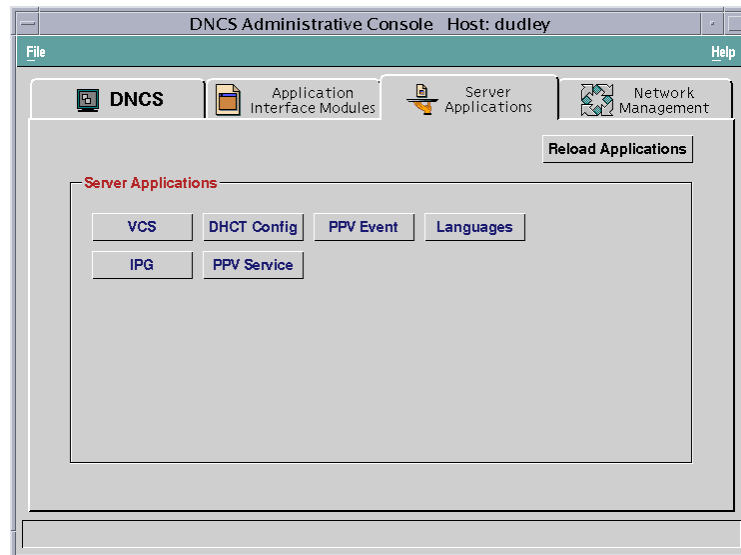 DNCS Administrative Console Host: dudley
File Help
DNCS
Application
Interface Modules
Server
Applications
Network
Management
Reload Applications
Server Applications
VCS DHCT Config PPV Event Languages
IPG PPV Service